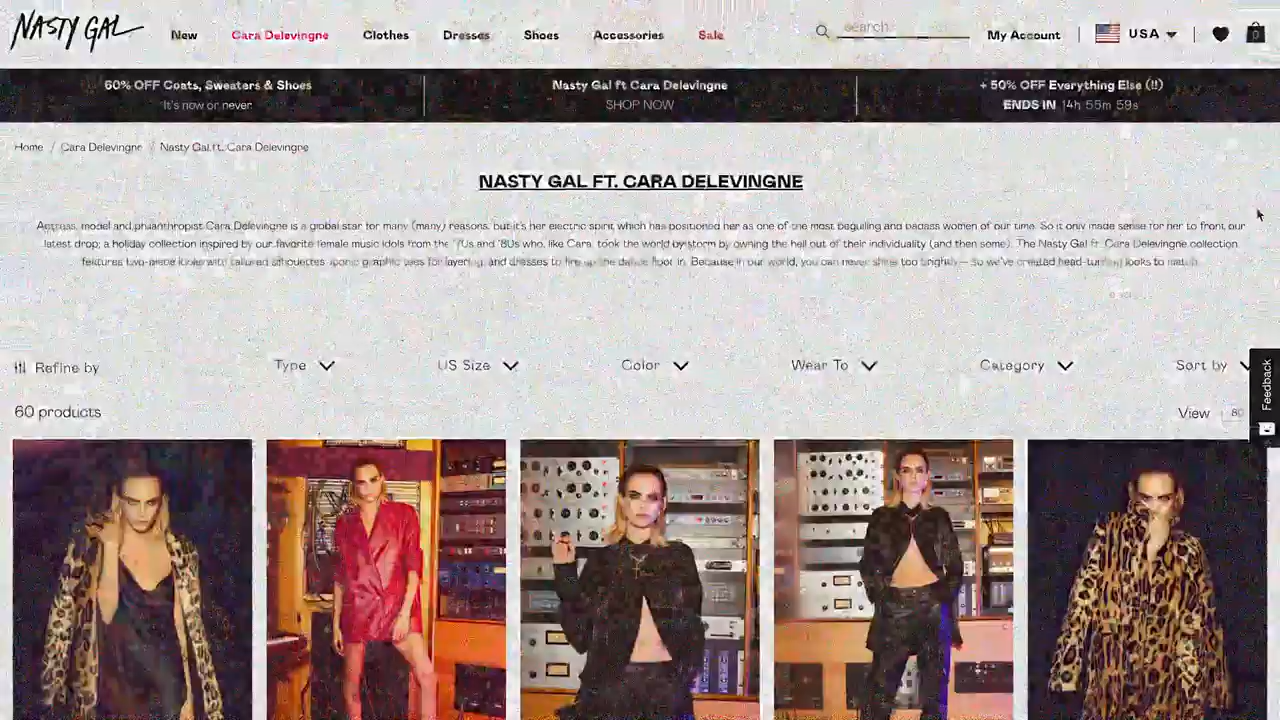 NASTY GAL
New Cara Delevingne Clothes Dresses Shoes Accessories Sale search My Account USA 0
60% OFF Coats, Sweaters & Shoes
It's now or never
Nasty Gal ft Cara Delevingne
SHOP NOW
+ 50% OFF Everything Else (!!)
ENDS IN 14h 55m 59s
Home / Cara Delevingne / Nasty Gal ft. Cara Delevingne
NASTY GAL FT. CARA DELEVINGNE
Actress, model and philanthropist Cara Delevingne is a global star for many (many) reasons, but it's her electric spirit which has positioned her as one of the most beguiling and badass women of our time. So it only made sense for her to front our
latest drop; a holiday collection inspired by our favorite female music idols from the '70s and '80s who, like Cara, took the world by storm by owning the hell out of their individuality (and then some). The Nasty Gal ft. Cara Delevingne collection
features two-piece looks with tailored silhouettes, iconic graphic tees for layering, and dresses to fire up the dance floor in. Because in our world, you can never shine too brightly — so we've created head-turning looks to match.
Refine by Type US Size Color Wear To Category Sort by
Feedback
60 products View 80